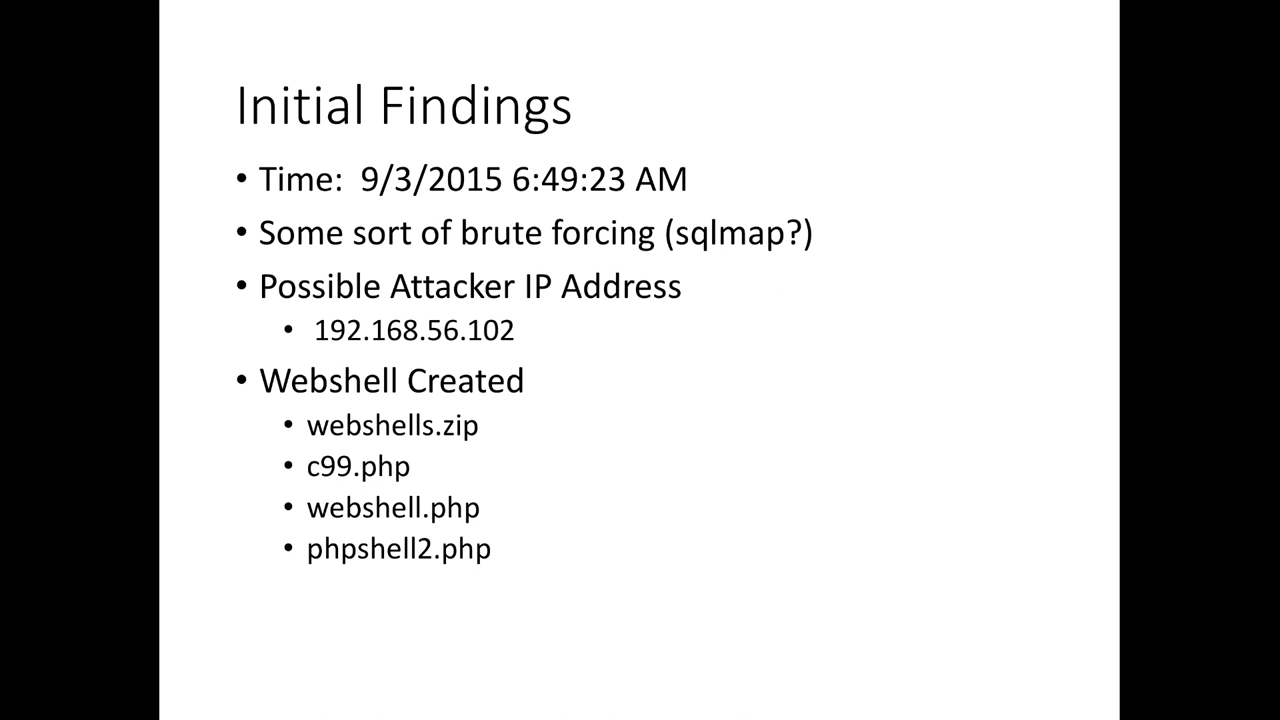 Initial Findings
• Time: 9/3/2015 6:49:23 AM
• Some sort of brute forcing (sqlmap?)
• Possible Attacker IP Address
• 192.168.56.102
• Webshell Created
• webshells.zip
• c99.php
• webshell.php
• phpshell2.php